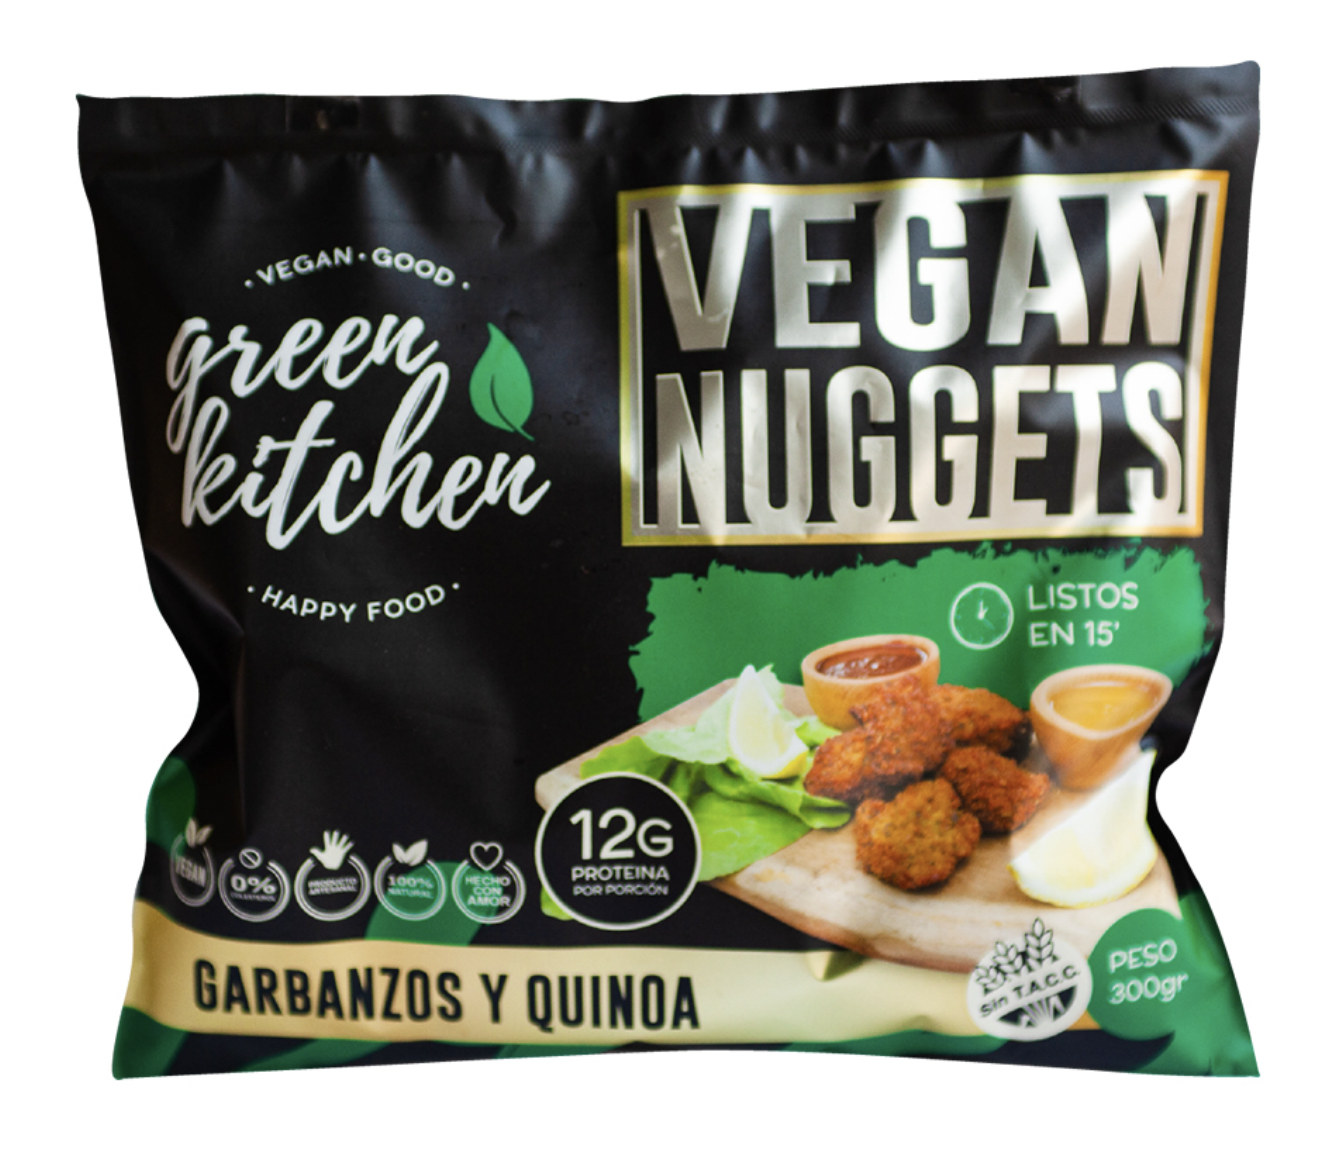 · VEGAN · GOOD ·
green
kitchen
· HAPPY FOOD ·
VEGAN
NUGGETS
LISTOS
EN 15'
12G
PROTEINA
POR PORCIÓN
VEGAN
0%
PRODUCTO
ARTESANAL
100%
NATURAL
HECHO
CON
AMOR
GARBANZOS Y QUINOA
Sin T.A.C.C.
PESO
300gr